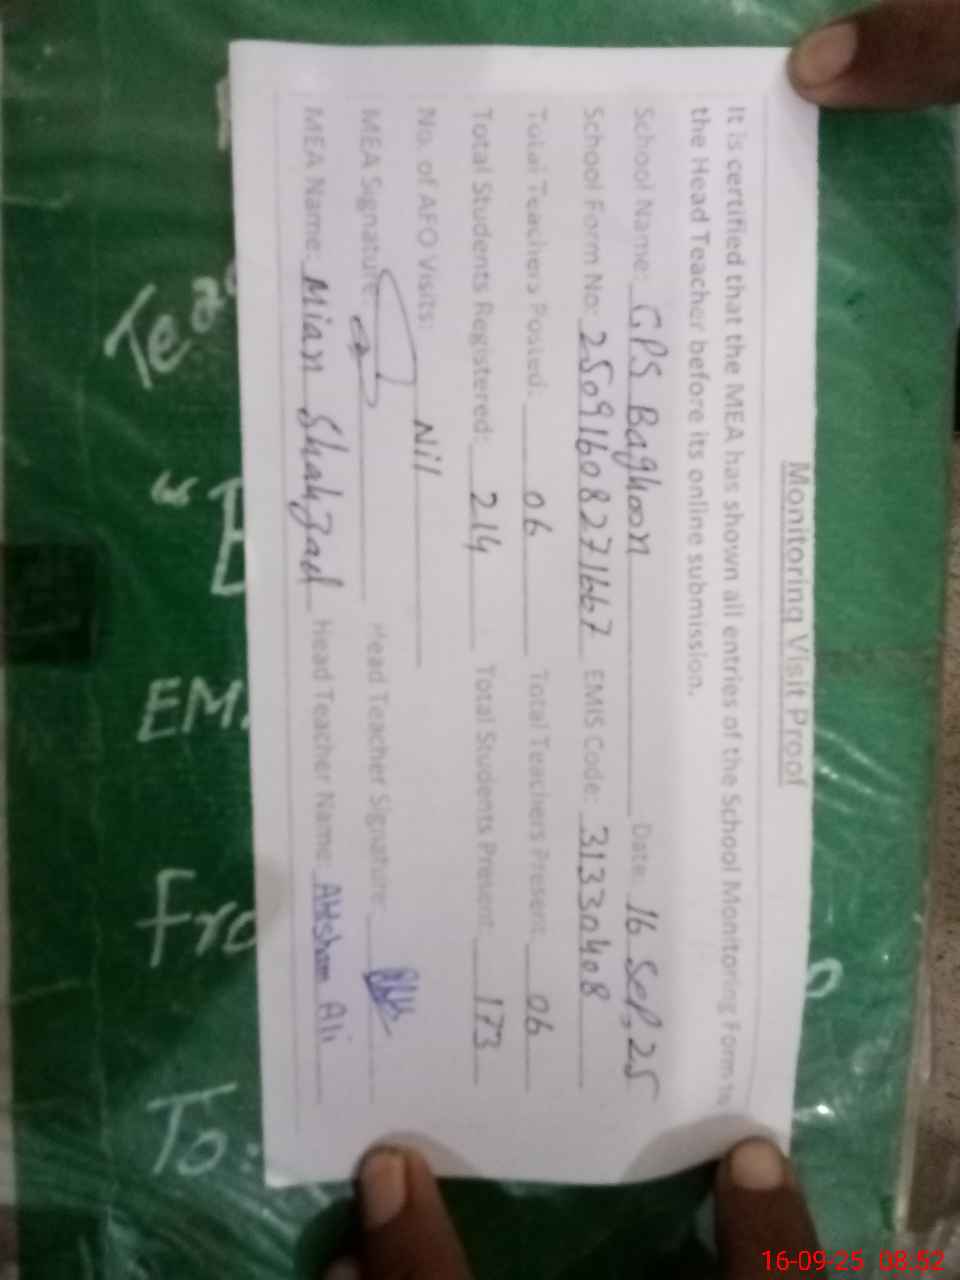 Monitoring Visit Proof
It is certified that the MEA has shown all entries of the School Monitoring Form to
the Head Teacher before its online submission.
School Name: GPS Baghoon Date: 16 Sep, 25
School Form No: 25091608271667 EMIS Code: 31330408
Total Teachers Posted: 06 Total Teachers Present: 06
Total Students Registered: 214 Total Students Present: 173
No. of AEO Visits: Nil
MEA Signature: Head Teacher Signature:
MEA Name: Mian Shahzad Head Teacher Name: Ahtsham Ali
EM
Fro
To:
16-09-25 08:52